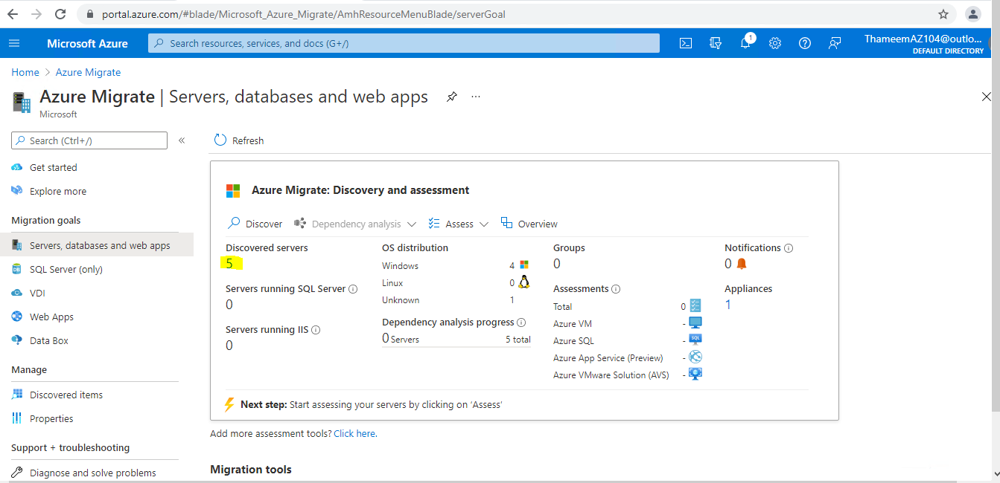 portal.azure.com/#blade/Microsoft_Azure_Migrate/AmhResourceMenuBlade/serverGoal
Microsoft Azure
Search resources, services, and docs (G+/)
1
ThameemAZ104@outlo...
DEFAULT DIRECTORY
Home > Azure Migrate
Azure Migrate | Servers, databases and web apps
...
Microsoft
Search (Ctrl+/)
«
Get started
Explore more
Migration goals
Servers, databases and web apps
SQL Server (only)
VDI
Web Apps
Data Box
Manage
Discovered items
Properties
Support + troubleshooting
Diagnose and solve problems
Refresh
Azure Migrate: Discovery and assessment
Discover Dependency analysis Assess Overview
Discovered servers
5
Servers running SQL Server
0
Servers running IIS
0
OS distribution
Windows 4
Linux 0
Unknown 1
Dependency analysis progress
0 Servers 5 total
Groups
0
Assessments
Total 0
Azure VM -
Azure SQL - SQL
Azure App Service (Preview) -
Azure VMware Solution (AVS) -
Notifications
0
Appliances
1
Next step: Start assessing your servers by clicking on 'Assess'
Add more assessment tools? Click here.
Migration tools